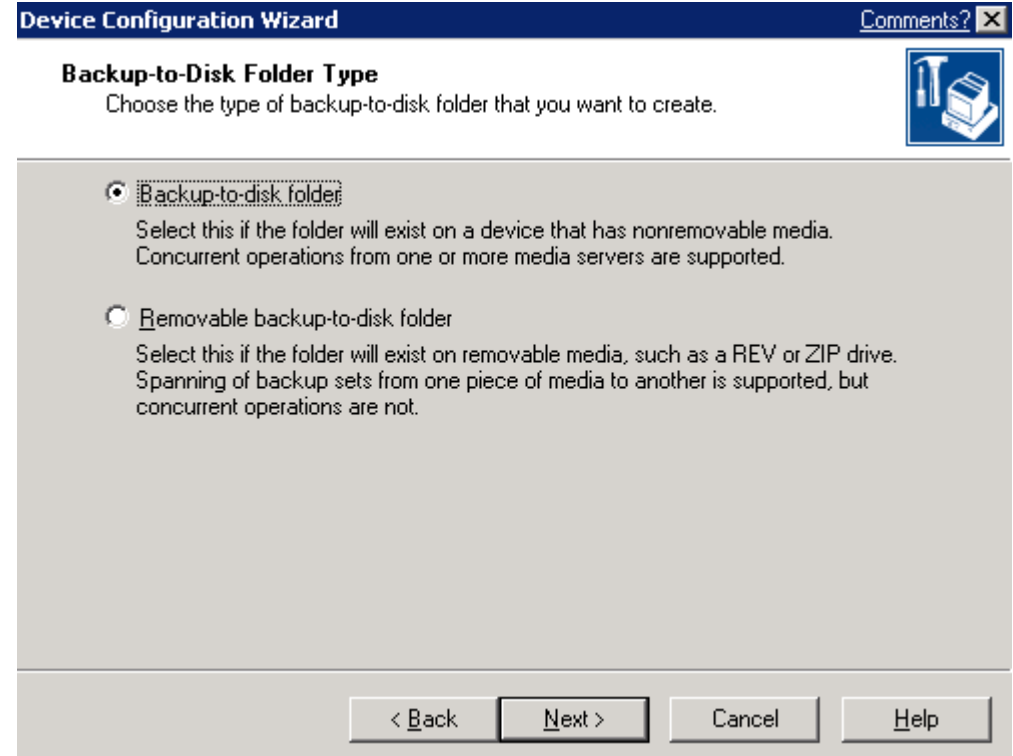 Device Configuration Wizard Comments?
Backup-to-Disk Folder Type
Choose the type of backup-to-disk folder that you want to create.
Backup-to-disk folder
Select this if the folder will exist on a device that has nonremovable media.
Concurrent operations from one or more media servers are supported.
Removable backup-to-disk folder
Select this if the folder will exist on removable media, such as a REV or ZIP drive.
Spanning of backup sets from one piece of media to another is supported, but
concurrent operations are not.
< Back Next > Cancel Help